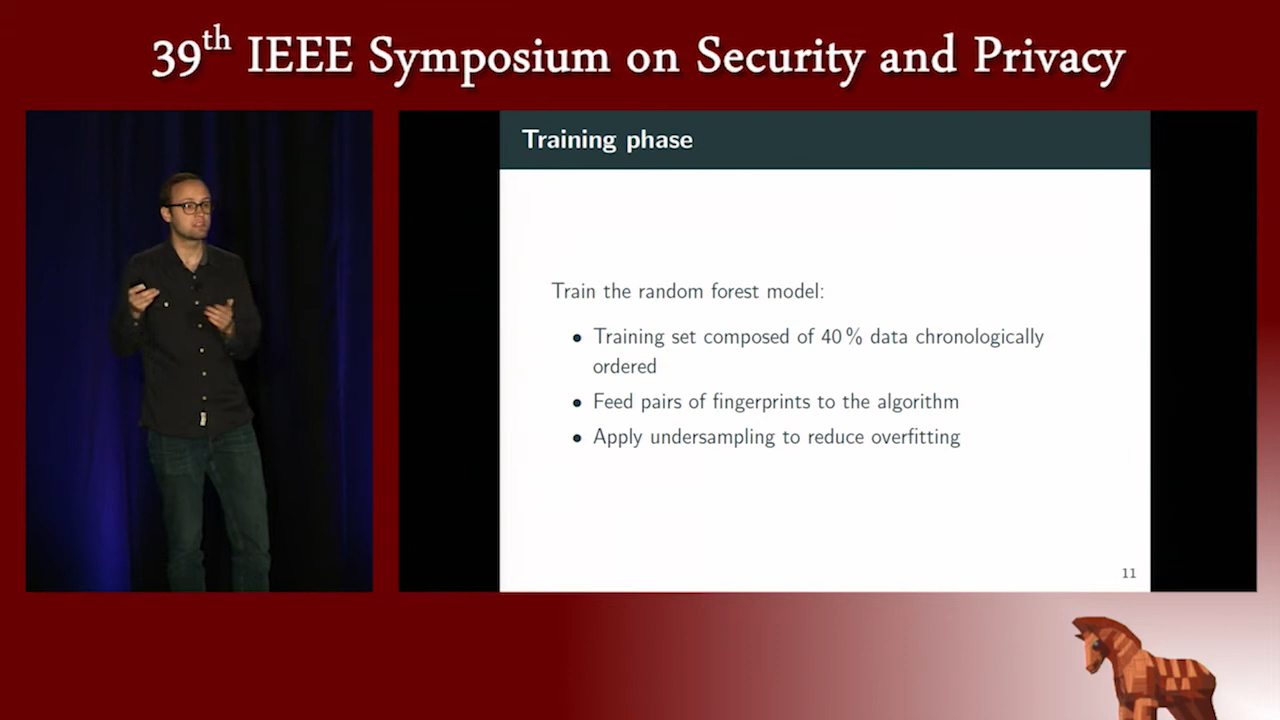 39th IEEE Symposium on Security and Privacy
Training phase
Train the random forest model:
• Training set composed of 40 % data chronologically
ordered
• Feed pairs of fingerprints to the algorithm
• Apply undersampling to reduce overfitting
11